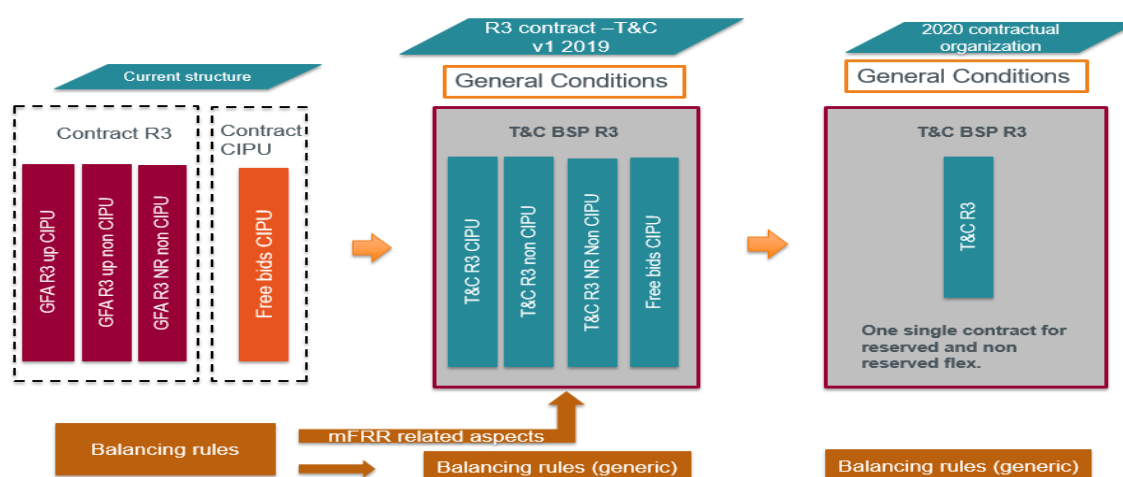 Current structure
Contract R3
GFA R3 up CIPU
GFA R3 up non CIPU
GFA R3 NR non CIPU
Contract
CIPU
Free bids CIPU
Balancing rules
R3 contract –T&C
v1 2019
General Conditions
T&C BSP R3
T&C R3 CIPU
T&C R3 non CIPU
T&C R3 NR Non CIPU
Free bids CIPU
mFRR related aspects
Balancing rules (generic)
2020 contractual
organization
General Conditions
T&C BSP R3
T&C R3
One single contract for
reserved and non
reserved flex.
Balancing rules (generic)